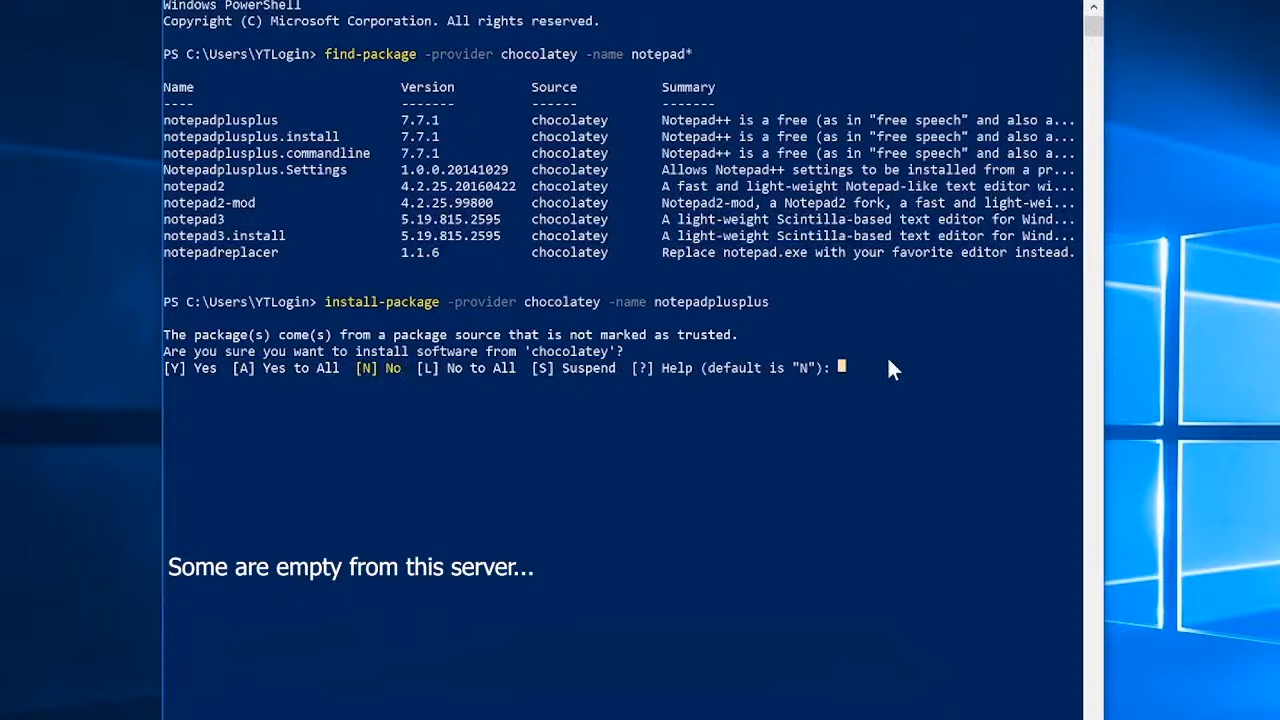 Windows PowerShell
Copyright (C) Microsoft Corporation. All rights reserved.
PS C:\Users\YTLogin> find-package -provider chocolatey -name notepad*
Name Version Source Summary
---- ------- ------ -------
notepadplusplus 7.7.1 chocolatey Notepad++ is a free (as in "free speech" and also a...
notepadplusplus.install 7.7.1 chocolatey Notepad++ is a free (as in "free speech" and also a...
notepadplusplus.commandline 7.7.1 chocolatey Notepad++ is a free (as in "free speech" and also a...
Notepadplusplus.Settings 1.0.0.20141029 chocolatey Allows Notepad++ settings to be installed from a pr...
notepad2 4.2.25.20160422 chocolatey A fast and light-weight Notepad-like text editor wi...
notepad2-mod 4.2.25.99800 chocolatey Notepad2-mod, a Notepad2 fork, a fast and light-wei...
notepad3 5.19.815.2595 chocolatey A light-weight Scintilla-based text editor for Wind...
notepad3.install 5.19.815.2595 chocolatey A light-weight Scintilla-based text editor for Wind...
notepadreplacer 1.1.6 chocolatey Replace notepad.exe with your favorite editor instead.
PS C:\Users\YTLogin> install-package -provider chocolatey -name notepadplusplus
The package(s) come(s) from a package source that is not marked as trusted.
Are you sure you want to install software from 'chocolatey'?
[Y] Yes [A] Yes to All [N] No [L] No to All [S] Suspend [?] Help (default is "N"):
Some are empty from this server...